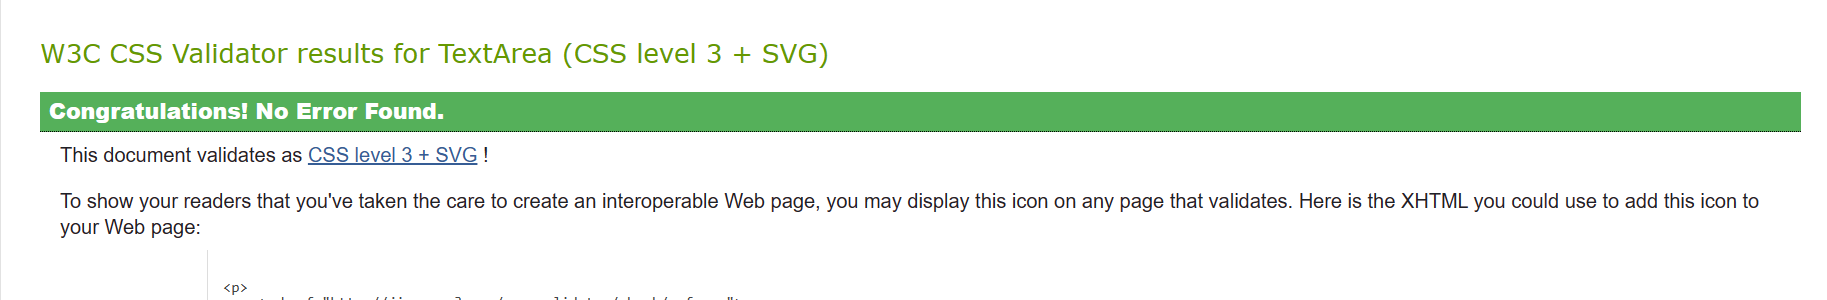 W3C CSS Validator results for TextArea (CSS level 3 + SVG)
Congratulations! No Error Found.
This document validates as CSS level 3 + SVG !
To show your readers that you've taken the care to create an interoperable Web page, you may display this icon on any page that validates. Here is the XHTML you could use to add this icon to
your Web page:
<p>